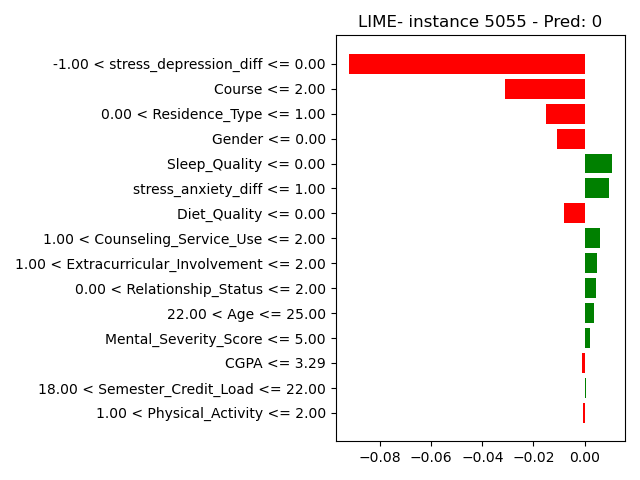 LIME- instance 5055 - Pred: 0
-1.00 < stress_depression_diff <= 0.00
Course <= 2.00
0.00 < Residence_Type <= 1.00
Gender <= 0.00
Sleep_Quality <= 0.00
stress_anxiety_diff <= 1.00
Diet_Quality <= 0.00
1.00 < Counseling_Service_Use <= 2.00
1.00 < Extracurricular_Involvement <= 2.00
0.00 < Relationship_Status <= 2.00
22.00 < Age <= 25.00
Mental_Severity_Score <= 5.00
CGPA <= 3.29
18.00 < Semester_Credit_Load <= 22.00
1.00 < Physical_Activity <= 2.00
−0.08 −0.06 −0.04 −0.02 0.00